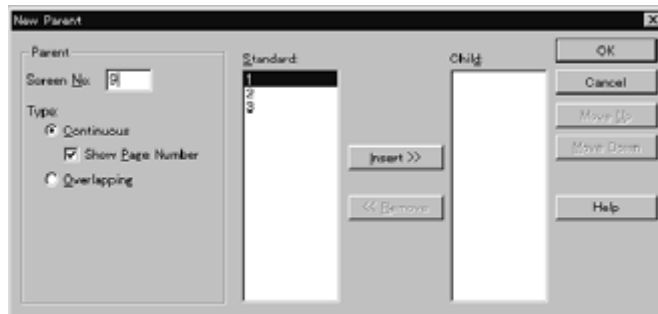 New Parent
Parent
Screen No: 9
Type:
Continuous
Show Page Number
Overlapping
Standard:
1
2
3
Insert >>
<< Remove
Child:
OK
Cancel
Move Up
Move Down
Help